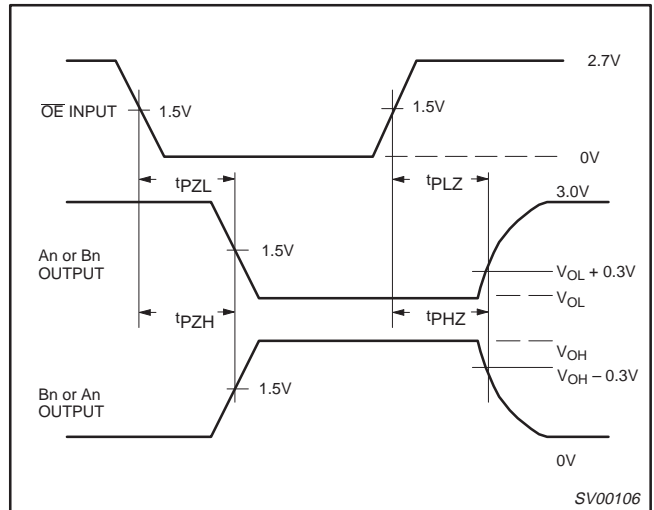 2.7V
OE INPUT
1.5V
1.5V
0V
tPZL
tPLZ
3.0V
An or Bn
OUTPUT
1.5V
VOL + 0.3V
VOL
tPZH
tPHZ
VOH
VOH – 0.3V
Bn or An
OUTPUT
1.5V
0V
SV00106